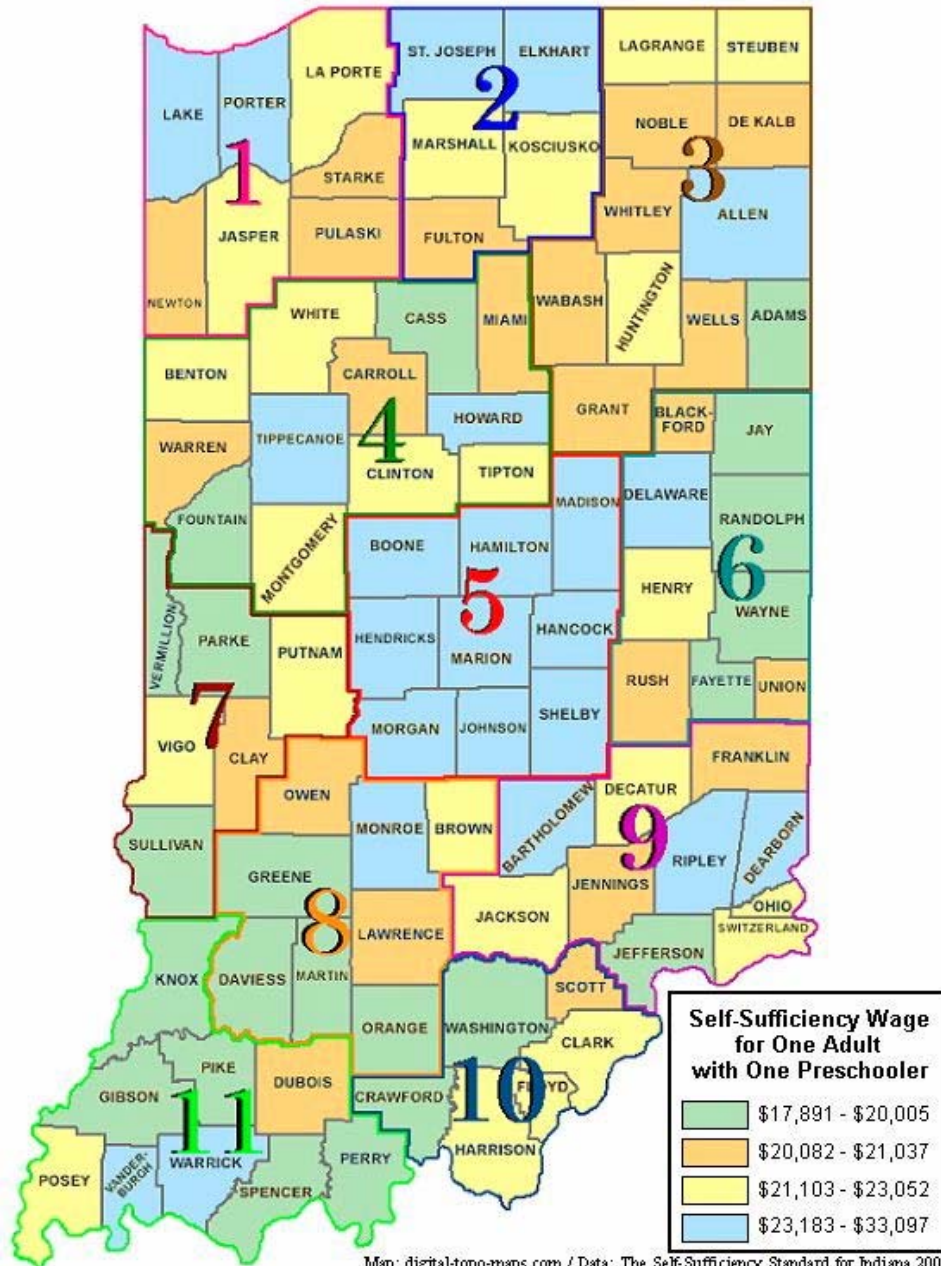 LAKE
PORTER
LA PORTE
ST. JOSEPH
ELKHART
LAGRANGE
STEUBEN
2
MARSHALL
KOSCIUSKO
NOBLE
DE KALB
3
1
STARKE
WHITLEY
ALLEN
NEWTON
JASPER
PULASKI
FULTON
WHITE
CASS
MIAMI
WABASH
HUNTINGTON
WELLS
ADAMS
BENTON
CARROLL
4
HOWARD
GRANT
BLACK-
FORD
JAY
WARREN
TIPPECANOE
CLINTON
TIPTON
MADISON
DELAWARE
RANDOLPH
FOUNTAIN
MONTGOMERY
BOONE
HAMILTON
5
HENRY
6
WAYNE
VERMILLION
PARKE
PUTNAM
HENDRICKS
MARION
HANCOCK
RUSH
FAYETTE
UNION
7
VIGO
CLAY
MORGAN
JOHNSON
SHELBY
FRANKLIN
OWEN
DECATUR
SULLIVAN
MONROE
BROWN
BARTHOLOMEW
9
RIPLEY
DEARBORN
GREENE
8
JENNINGS
OHIO
LAWRENCE
JACKSON
SWITZERLAND
KNOX
DAVIESS
MARTIN
JEFFERSON
ORANGE
WASHINGTON
SCOTT
CLARK
GIBSON
PIKE
DUBOIS
11
CRAWFORD
10
FLOYD
HARRISON
POSEY
VANDER-
BURGH
WARRICK
SPENCER
PERRY
Self-Sufficiency Wage
for One Adult
with One Preschooler
$17,891 - $20,005
$20,082 - $21,037
$21,103 - $23,052
$23,183 - $33,097
Map: digital-topo-maps.com / Data: The Self-Sufficiency Standard for Indiana